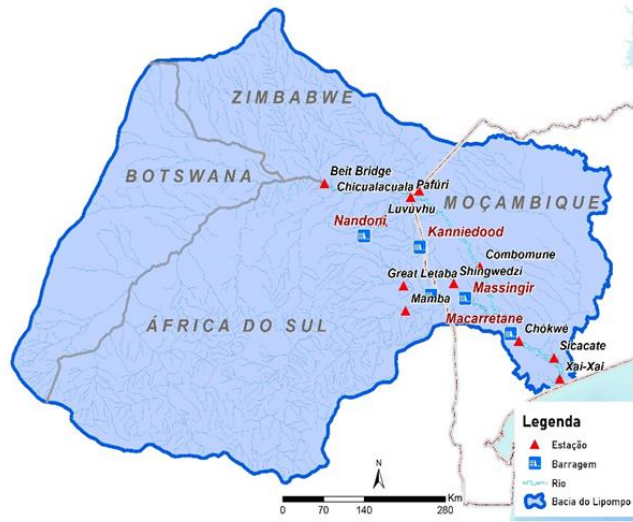 ZIMBABWE
BOTSWANA
Beit Bridge
Chicualacuala
Pafúri
MOÇAMBIQUE
Luvuvhu
Nandoni
Kanniedood
Combomune
Great Letaba
Shingwedzi
Massingir
Mamba
ÁFRICA DO SUL
Macarretane
Chókwè
Sicacate
Xai-Xai
Legenda
Estação
Barragem
Rio
Bacia do Lipompo
N
Km
0 70 140 280